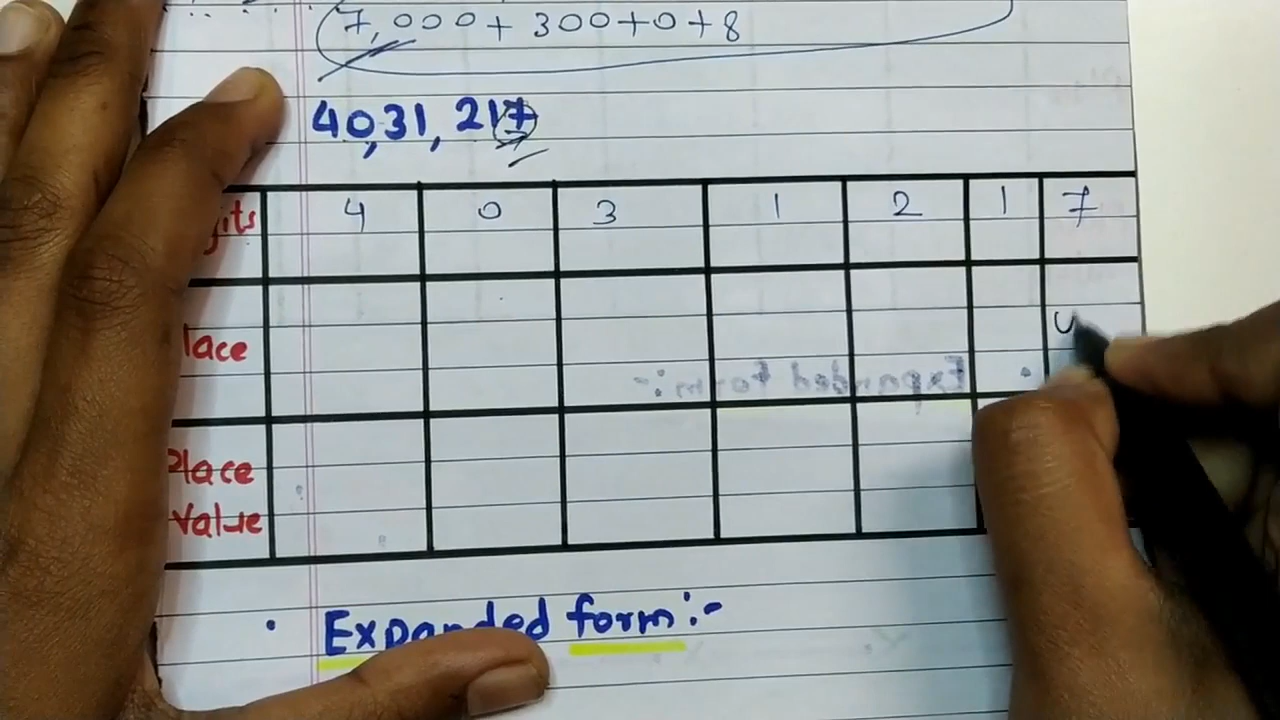 7,000+ 300+0+8
40,31, 217
4 0 3 1 2 1 7
U
Place
Value
Expanded form:-